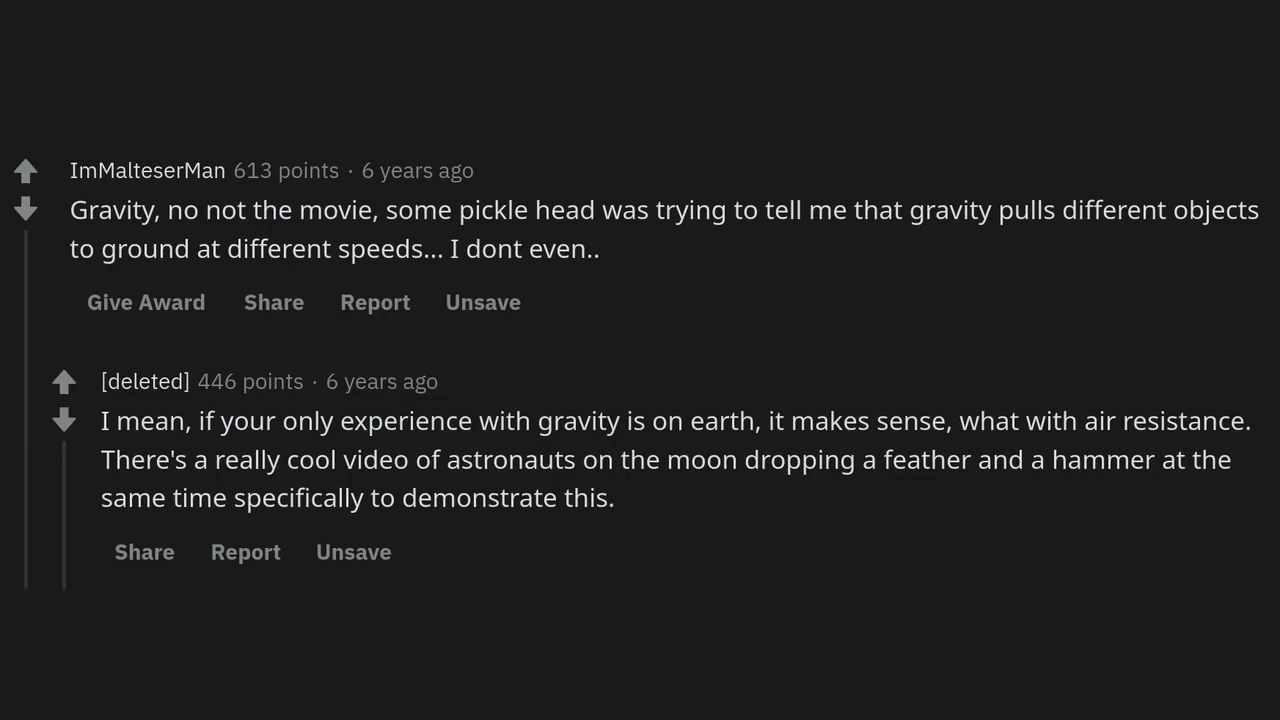 ImMalteserMan 613 points · 6 years ago
Gravity, no not the movie, some pickle head was trying to tell me that gravity pulls different objects
to ground at different speeds... I dont even..
Give Award Share Report Unsave
[deleted] 446 points · 6 years ago
I mean, if your only experience with gravity is on earth, it makes sense, what with air resistance.
There's a really cool video of astronauts on the moon dropping a feather and a hammer at the
same time specifically to demonstrate this.
Share Report Unsave